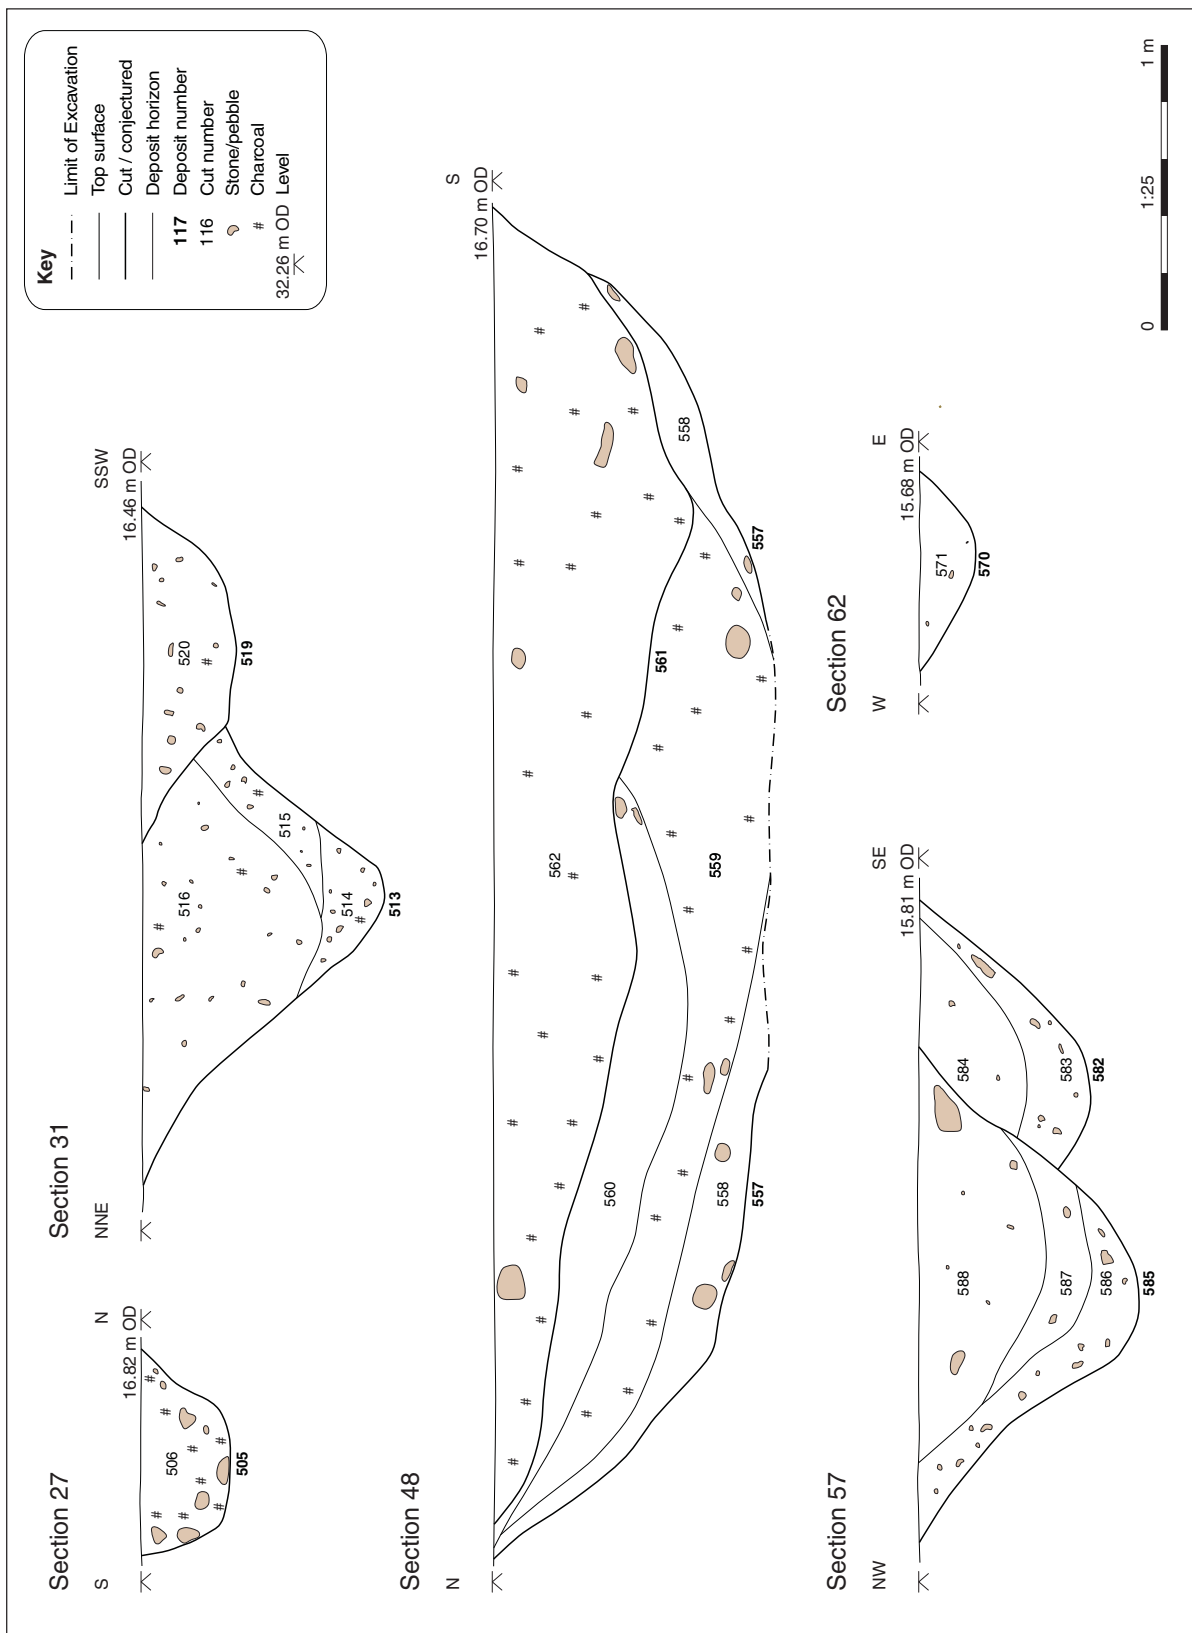 Key
Limit of Excavation
Top surface
Cut / conjectured
Deposit horizon
117 Deposit number
116 Cut number
Stone/pebble
# Charcoal
32.26 m OD Level
Section 27
S
N
16.82 m OD
506
505
Section 31
NNE
SSW
16.46 m OD
516
515
514
513
520
519
Section 48
N
S
16.70 m OD
562
561
560
559
558
558
557
557
Section 57
NW
SE
15.81 m OD
588
587
586
585
584
583
582
Section 62
W
E
15.68 m OD
571
570
0
1:25
1 m